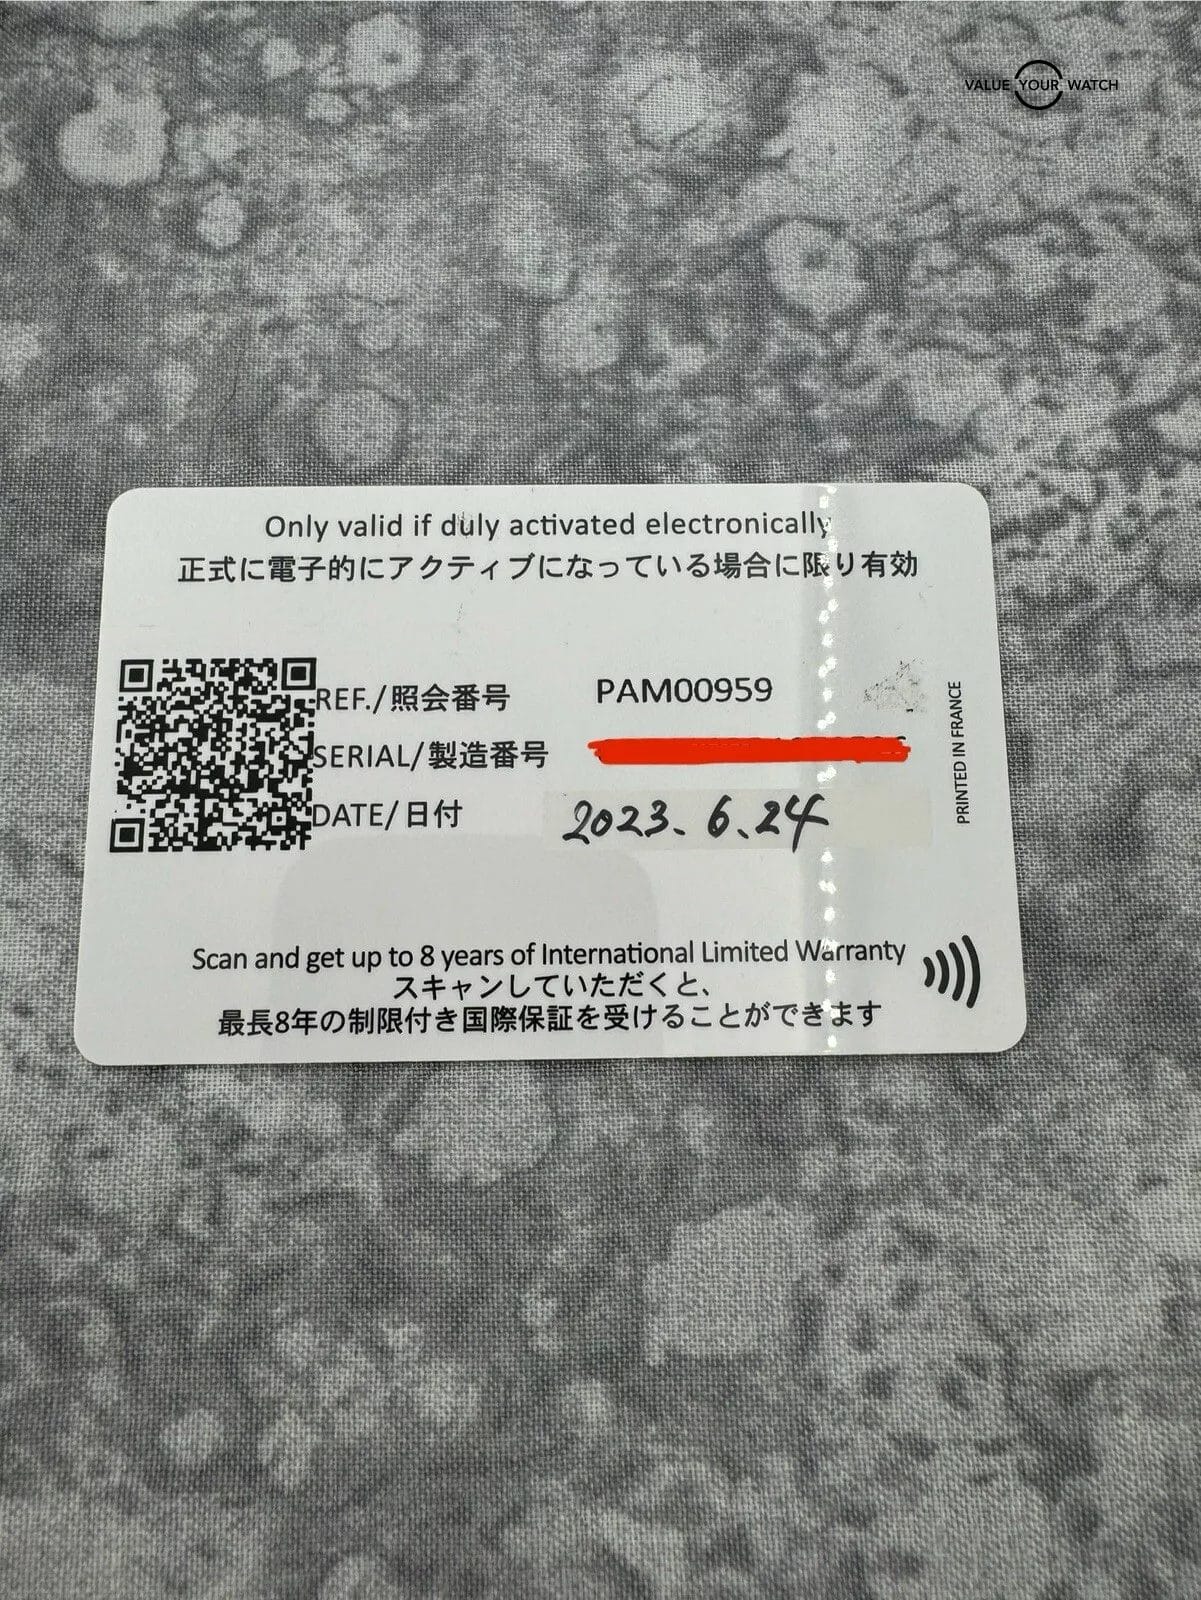 VALUE YOUR WATCH
Only valid if duly activated electronically
正式に電子的にアクティブになっている場合に限り有効
REF./照会番号 PAM00959
SERIAL/製造番号
DATE/日付 2023.6.24
PRINTED IN FRANCE
Scan and get up to 8 years of International Limited Warranty
スキャンしていただくと、
最長8年の制限付き国際保証を受けることができます